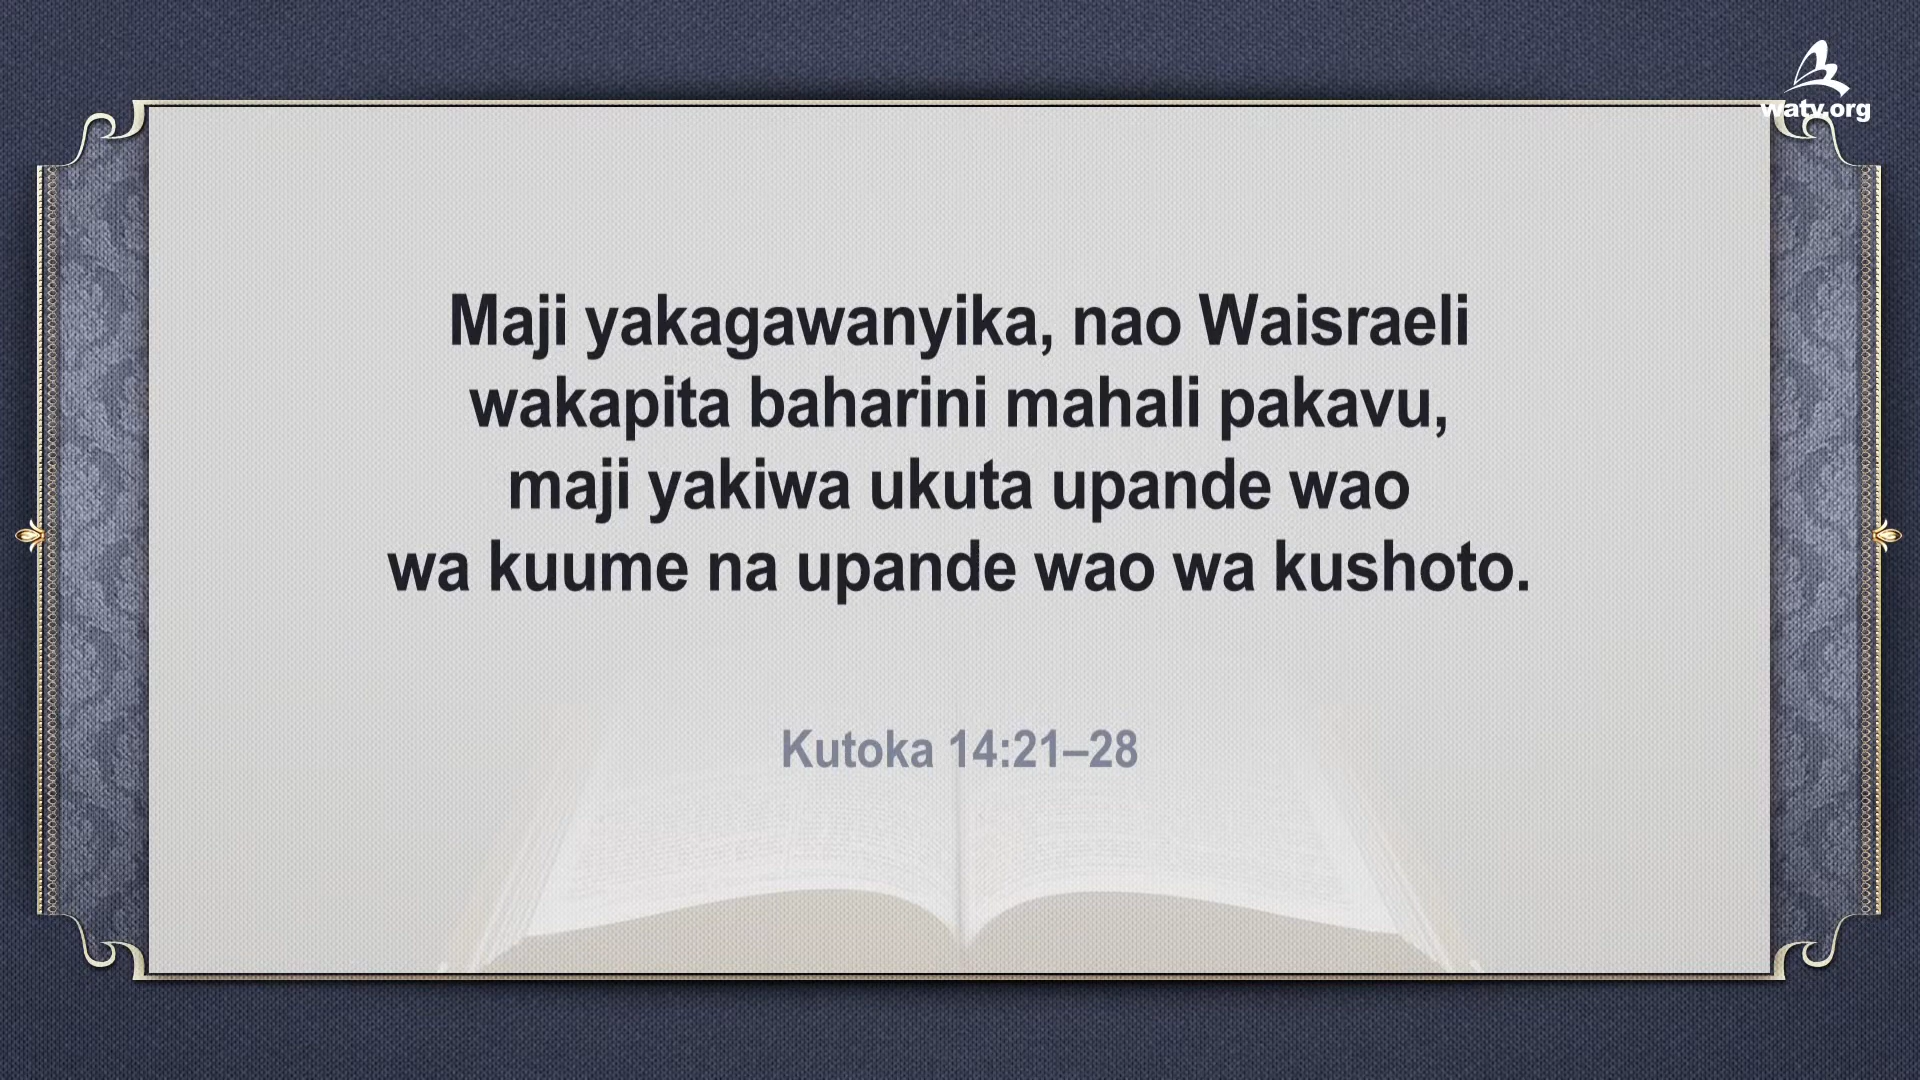 watv.org
Maji yakagawanyika, nao Waisraeli
wakapita baharini mahali pakavu,
maji yakiwa ukuta upande wao
wa kuume na upande wao wa kushoto.
Kutoka 14:21–28